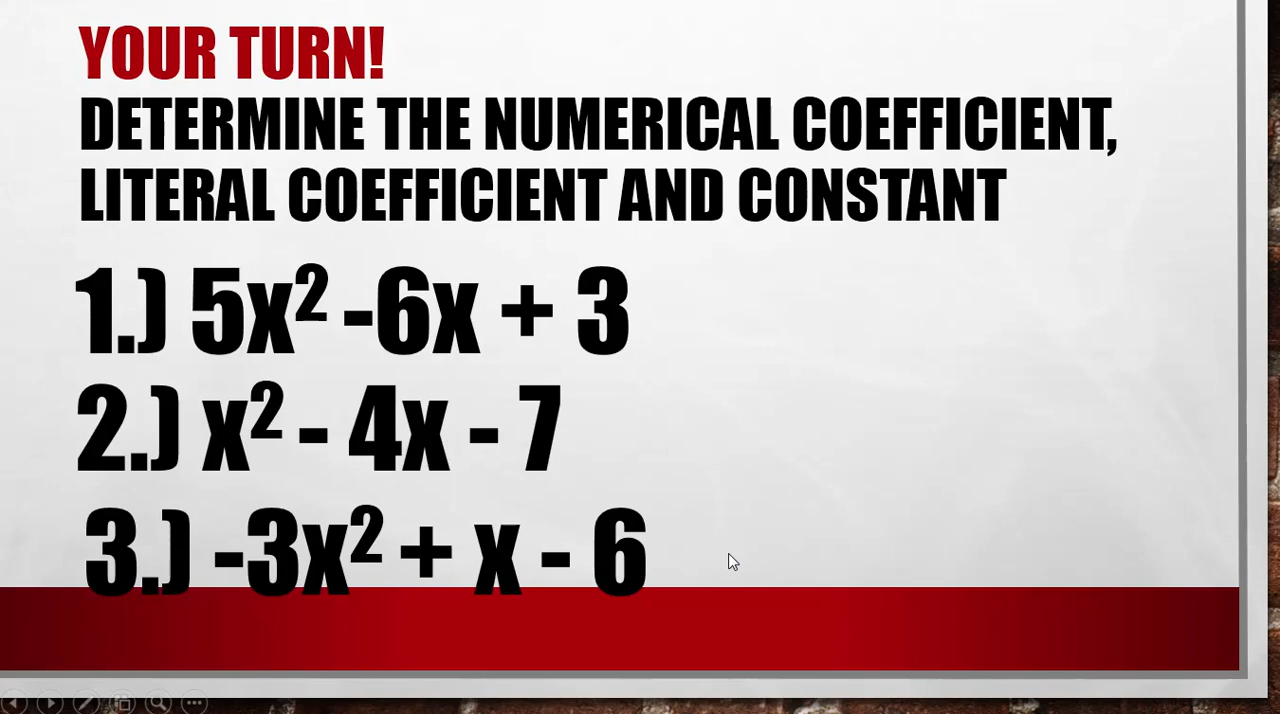 YOUR TURN!
DETERMINE THE NUMERICAL COEFFICIENT,
LITERAL COEFFICIENT AND CONSTANT
1.) 5x² -6x + 3
2.) x² - 4x - 7
3.) -3x² + x - 6